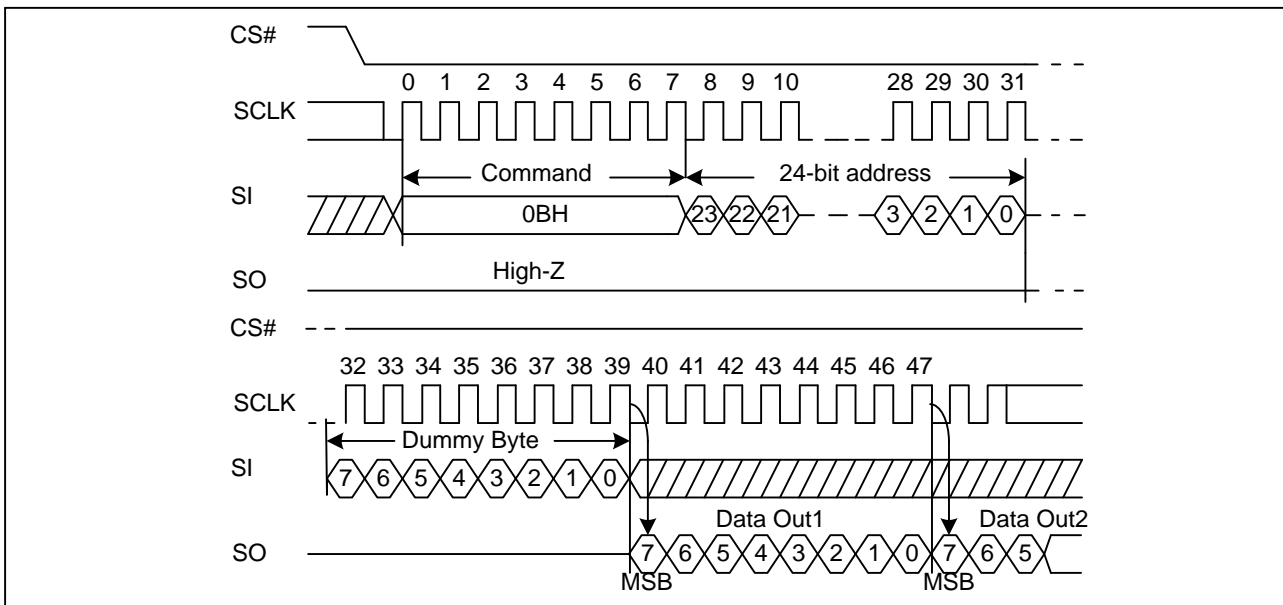 CS#
0 1 2 3 4 5 6 7 8 9 10 28 29 30 31
SCLK
Command 24-bit address
SI
0BH 23 22 21 3 2 1 0
High-Z
SO
CS#
32 33 34 35 36 37 38 39 40 41 42 43 44 45 46 47
SCLK
Dummy Byte
SI
7 6 5 4 3 2 1 0
Data Out1 Data Out2
SO
7 6 5 4 3 2 1 0 7 6 5
MSB MSB